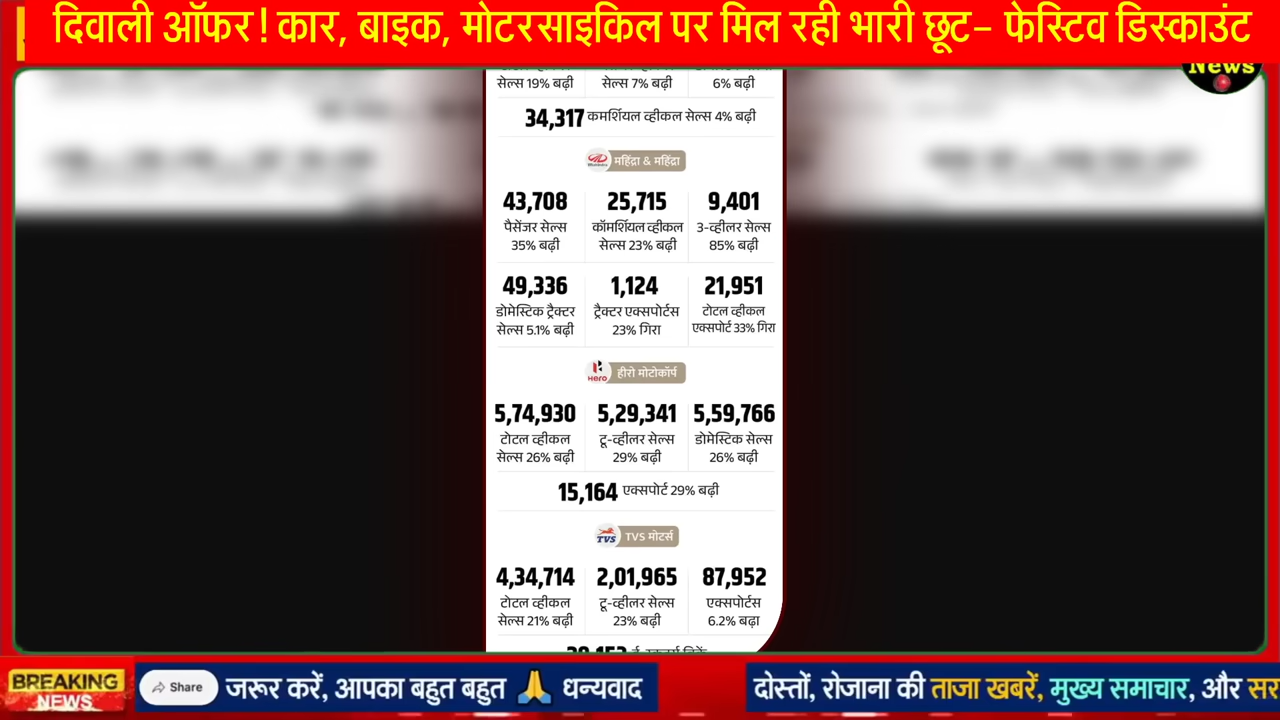 दिवाली ऑफर! कार, बाइक, मोटरसाइकिल पर मिल रही भारी छूट– फेस्टिव डिस्काउंट
News
सेल्स 19% बढ़ी
सेल्स 7% बढ़ी
6% बढ़ी
34,317 कमर्शियल व्हीकल सेल्स 4% बढ़ी
महिंद्रा & महिंद्रा
43,708 25,715 9,401
पैसेंजर सेल्स कॉमर्शियल व्हीकल 3-व्हीलर सेल्स
35% बढ़ी सेल्स 23% बढ़ी 85% बढ़ी
49,336 1,124 21,951
डोमेस्टिक ट्रैक्टर ट्रैक्टर एक्सपोर्टस टोटल व्हीकल
सेल्स 5.1% बढ़ी 23% गिरा एक्सपोर्ट 33% गिरा
Hero हीरो मोटोकॉर्प
5,74,930 5,29,341 5,59,766
टोटल व्हीकल टू-व्हीलर सेल्स डोमेस्टिक सेल्स
सेल्स 26% बढ़ी 29% बढ़ी 26% बढ़ी
15,164 एक्सपोर्ट 29% बढ़ी
TVS TVS मोटर्स
4,34,714 2,01,965 87,952
टोटल व्हीकल टू-व्हीलर सेल्स एक्सपोर्टस
सेल्स 21% बढ़ी 23% बढ़ी 6.2% बढ़ा
BREAKING NEWS
Share जरूर करें, आपका बहुत बहुत 🙏 धन्यवाद
दोस्तों, रोजाना की ताजा खबरें, मुख्य समाचार, और सर